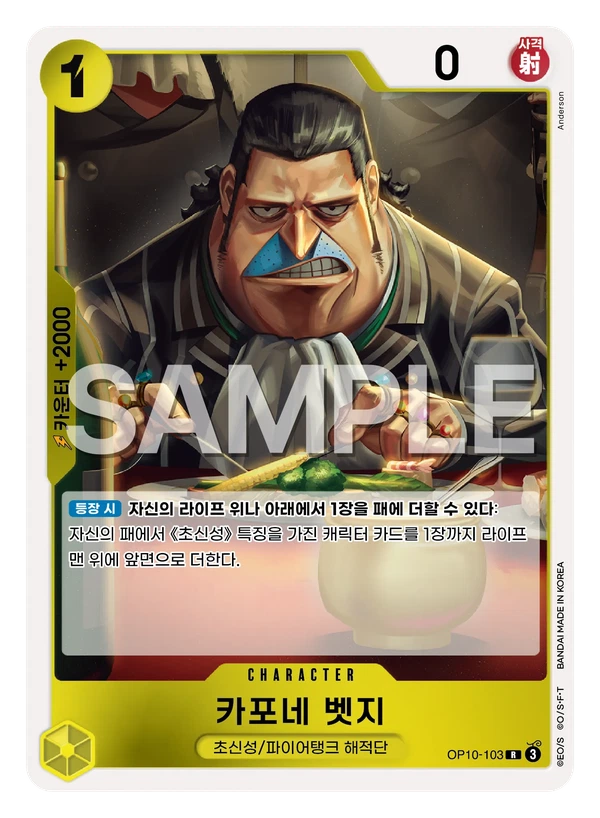 1
0
사격
射
Anderson
카운터 +2000
SAMPLE
등장 시 자신의 라이프 위나 아래에서 1장을 패에 더할 수 있다:
자신의 패에서 《초신성》 특징을 가진 캐릭터 카드를 1장까지 라이프
맨 위에 앞면으로 더한다.
CHARACTER
카포네 벳지
초신성/파이어탱크 해적단
OP10-103 R 3
©EO/S ©O/S·F·T BANDAI MADE IN KOREA